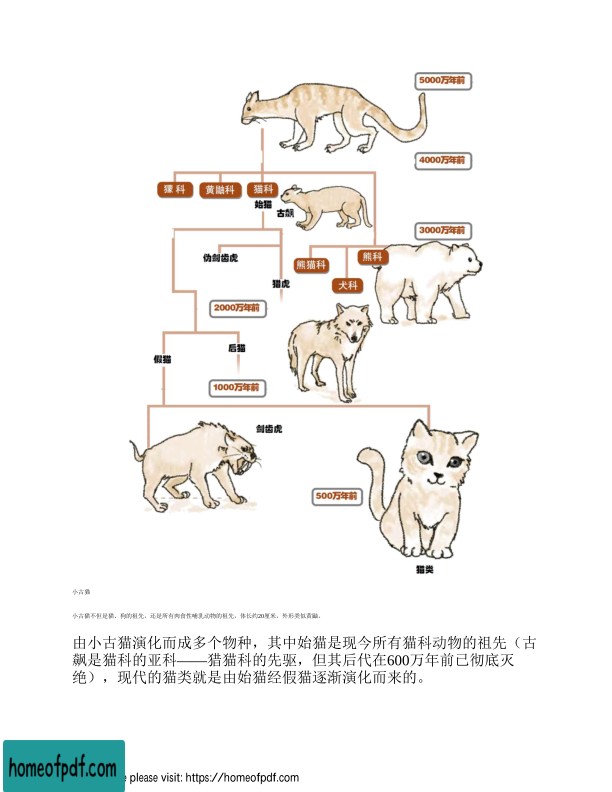 5000万年前
4000万年前
獴 科
黄鼬科
猫科
始猫
古飙
3000万年前
伪剑齿虎
熊猫科
熊科
猫虎
犬科
2000万年前
后猫
假猫
1000万年前
剑齿虎
500万年前
猫类
小古猫
小古猫不但是猫、狗的祖先，还是所有肉食性哺乳动物的祖先，体长约20厘米，外形类似黄鼬。
由小古猫演化而成多个物种，其中始猫是现今所有猫科动物的祖先（古
飙是猫科的亚科——猎猫科的先驱，但其后代在600万年前已彻底灭
绝），现代的猫类就是由始猫经假猫逐渐演化而来的。
homeofpdf.com
e please visit: https://homeofpdf.com